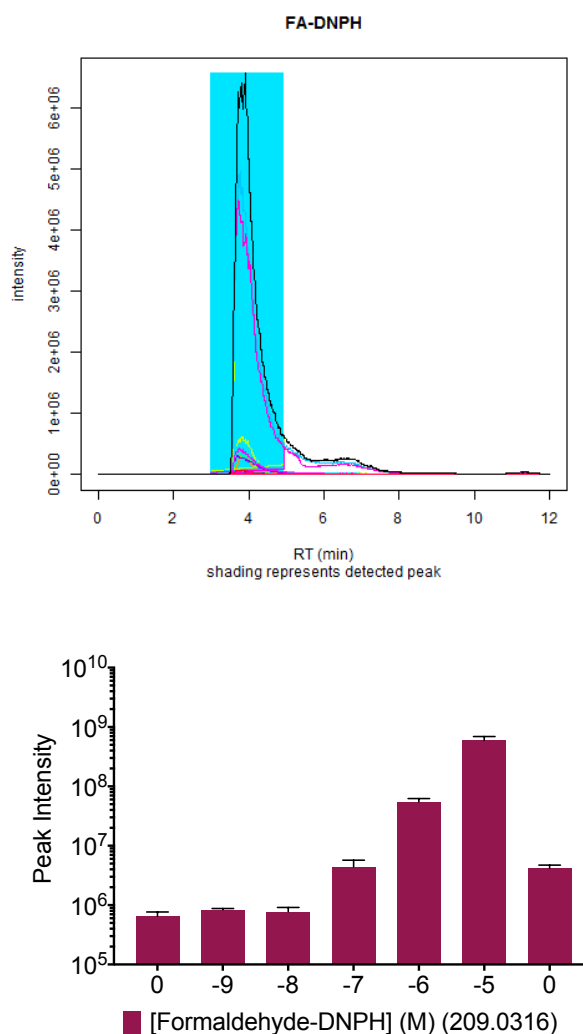 FA-DNPH
intensity
6e+06
5e+06
4e+06
3e+06
2e+06
1e+06
0e+00
0 2 4 6 8 10 12
RT (min)
shading represents detected peak
Peak Intensity
10^10
10^9
10^8
10^7
10^6
10^5
0 -9 -8 -7 -6 -5 0
[Formaldehyde-DNPH] (M) (209.0316)